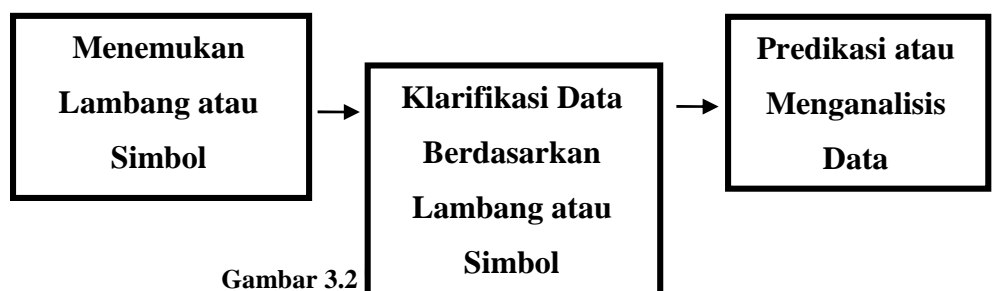 Menemukan
Lambang atau
Simbol
Klarifikasi Data
Berdasarkan
Lambang atau
Simbol
Predikasi atau
Menganalisis
Data
Gambar 3.2